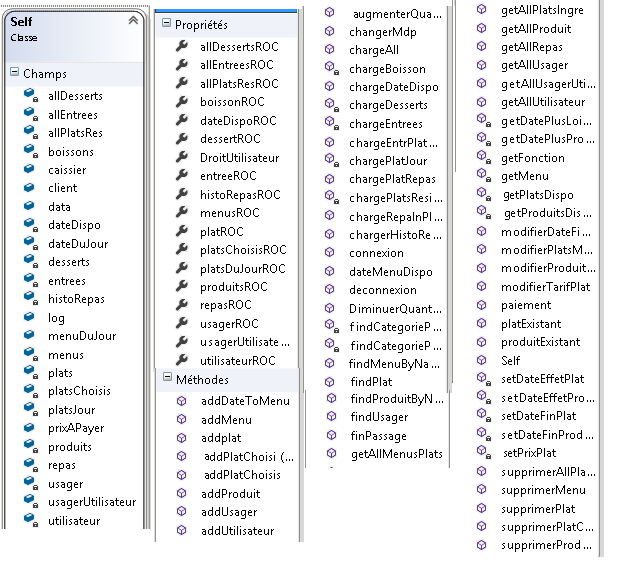 Self
Classe
Champs
allDesserts
allEntrees
allPlatsRes
boissons
caissier
client
data
dateDispo
dateDuJour
desserts
entrees
histoRepas
log
menuDuJour
menus
plats
platsChoisis
platsJour
prixAPayer
produits
repas
usager
usagerUtilisateur
utilisateur
Propriétés
allDessertsROC
allEntreesROC
allPlatsResROC
boissonROC
dateDispoROC
dessertROC
DroitUtilisateur
entreeROC
histoRepasROC
menusROC
platROC
platsChoisisROC
platsDuJourROC
produitsROC
repasROC
usagerROC
usagerUtilisate...
utilisateurROC
Méthodes
addDateToMenu
addMenu
addplat
addPlatChoisi (...
addPlatChoisis
addProduit
addUsager
addUtilisateur
augmenterQua...
changerMdp
chargeAll
chargeBoisson
chargeDateDispo
chargeDesserts
chargeEntrees
chargeEntrPlat...
chargePlatJour
chargePlatRepas
chargePlatsResi...
chargeRepaInPl...
chargerHistoRe...
connexion
dateMenuDispo
deconnexion
DiminuerQuant...
findCategorieP...
findCategorieP...
findMenuByNa...
findPlat
findProduitByN...
findUsager
finPassage
getAllMenusPlats
getAllPlatsIngre
getAllProduit
getAllRepas
getAllUsager
getAllUsagerUti...
getAllUtilisateur
getDatePlusLoi...
getDatePlusPro...
getFonction
getMenu
getPlatsDispo
getProduitsDis...
modifierDateFi...
modifierPlatsM...
modifierProduit...
modifierTarifPlat
paiement
platExistant
produitExistant
Self
setDateEffetPlat
setDateEffetPro...
setDateFinPlat
setDateFinProd...
setPrixPlat
supprimerAllPla...
supprimerMenu
supprimerPlat
supprimerPlatC...
supprimerProd...